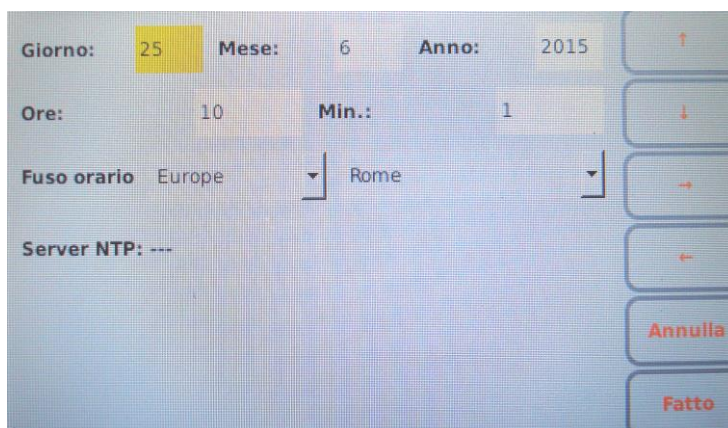 Giorno: 25 Mese: 6 Anno: 2015
↑
Ore: 10 Min.: 1
↓
Fuso orario Europe Rome
→
Server NTP: ---
←
Annulla
Fatto